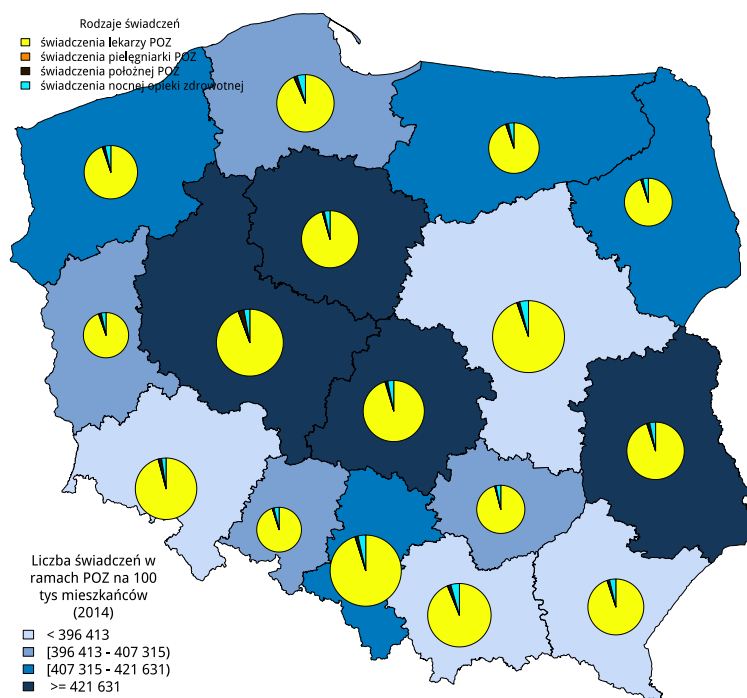 Rodzaje świadczeń
świadczenia lekarzy POZ
świadczenia pielęgniarki POZ
świadczenia położnej POZ
świadczenia nocnej opieki zdrowotnej
Liczba świadczeń w
ramach POZ na 100
tys mieszkańców
(2014)
< 396 413
[396 413 - 407 315)
[407 315 - 421 631)
>= 421 631